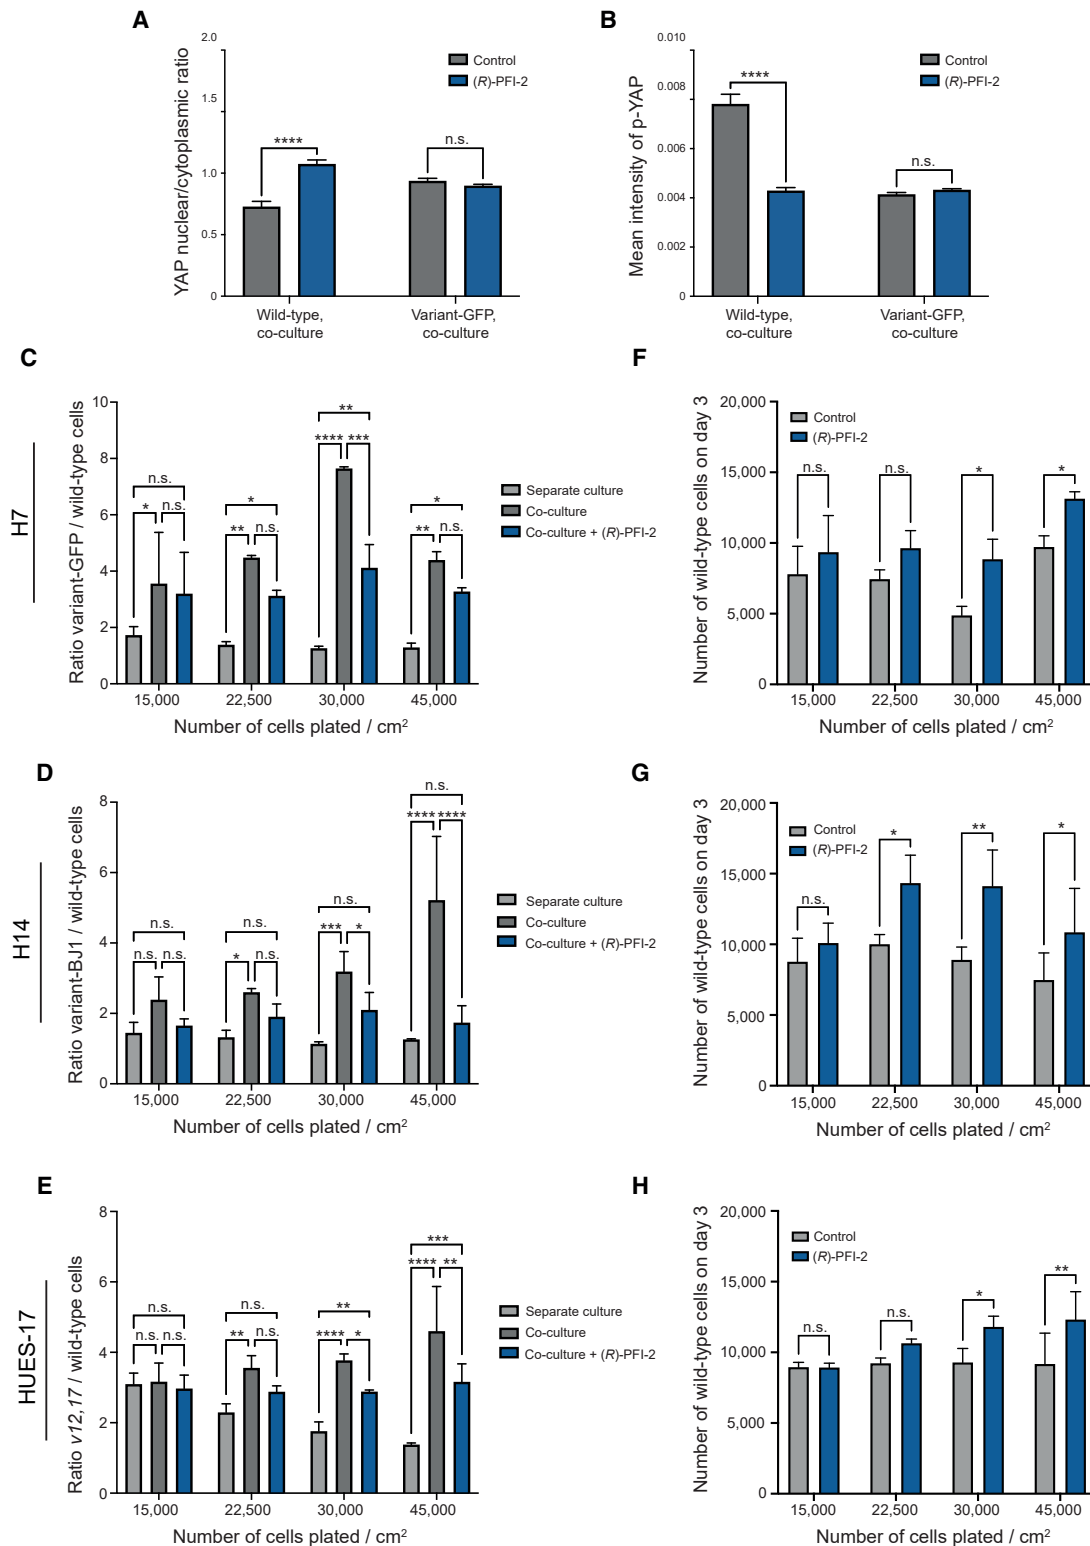 A
YAP nuclear/cytoplasmic ratio
2.0
1.5
1.0
0.5
0
Control
(R)-PFI-2
****
n.s.
Wild-type,
co-culture
Variant-GFP,
co-culture
B
Mean intensity of p-YAP
0.010
0.008
0.006
0.004
0.002
0
Control
(R)-PFI-2
****
n.s.
Wild-type,
co-culture
Variant-GFP,
co-culture
C
H7
Ratio variant-GFP / wild-type cells
10
8
6
4
2
0
n.s.
* n.s.
*
** n.s.
**
**** ***
*
** n.s.
Separate culture
Co-culture
Co-culture + (R)-PFI-2
15,000 22,500 30,000 45,000
Number of cells plated / cm²
F
Number of wild-type cells on day 3
20,000
15,000
10,000
5,000
0
Control
(R)-PFI-2
n.s. n.s. * *
15,000 22,500 30,000 45,000
Number of cells plated / cm²
D
H14
Ratio variant-BJ1 / wild-type cells
8
6
4
2
0
n.s.
n.s. n.s.
n.s.
* n.s.
n.s.
*** *
n.s.
**** ****
Separate culture
Co-culture
Co-culture + (R)-PFI-2
15,000 22,500 30,000 45,000
Number of cells plated / cm²
G
Number of wild-type cells on day 3
20,000
15,000
10,000
5,000
0
Control
(R)-PFI-2
n.s. * ** *
15,000 22,500 30,000 45,000
Number of cells plated / cm²
E
HUES-17
Ratio v12,17 / wild-type cells
8
6
4
2
0
n.s.
n.s. n.s.
n.s.
** n.s.
**
**** *
***
**** **
Separate culture
Co-culture
Co-culture + (R)-PFI-2
15,000 22,500 30,000 45,000
Number of cells plated / cm²
H
Number of wild-type cells on day 3
20,000
15,000
10,000
5,000
0
Control
(R)-PFI-2
n.s. n.s. * **
15,000 22,500 30,000 45,000
Number of cells plated / cm²